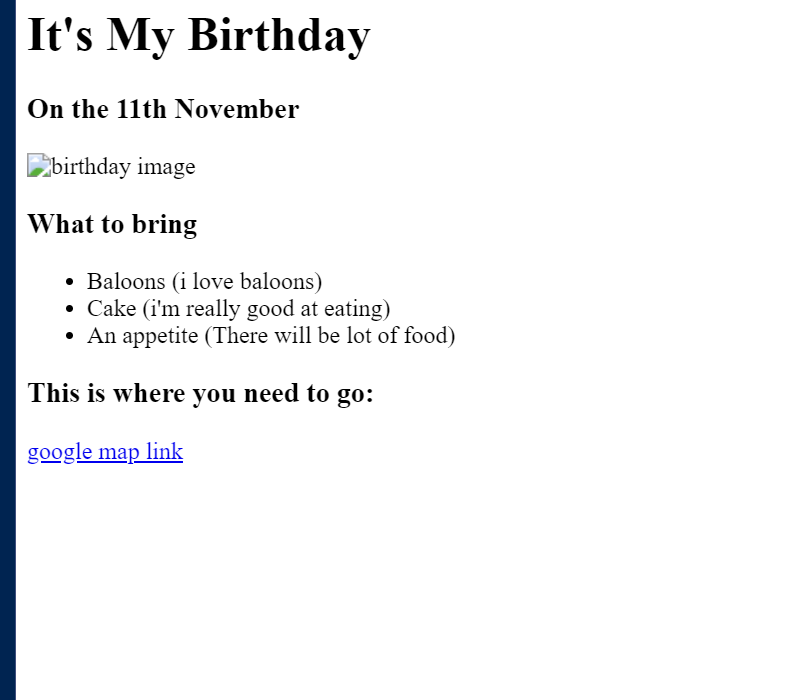 It's My Birthday
On the 11th November
birthday image
What to bring
Baloons (i love baloons)
Cake (i'm really good at eating)
An appetite (There will be lot of food)
This is where you need to go:
google map link